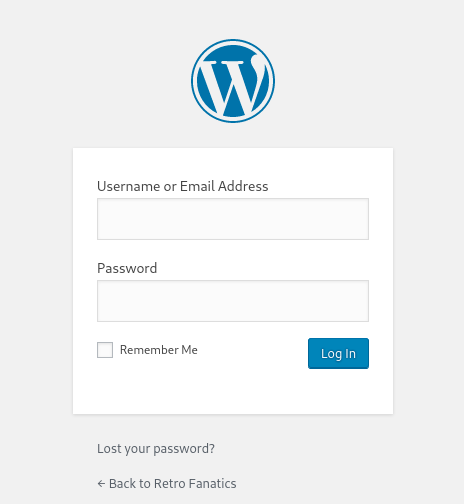 Username or Email Address
Password
Remember Me
Log In
Lost your password?
← Back to Retro Fanatics